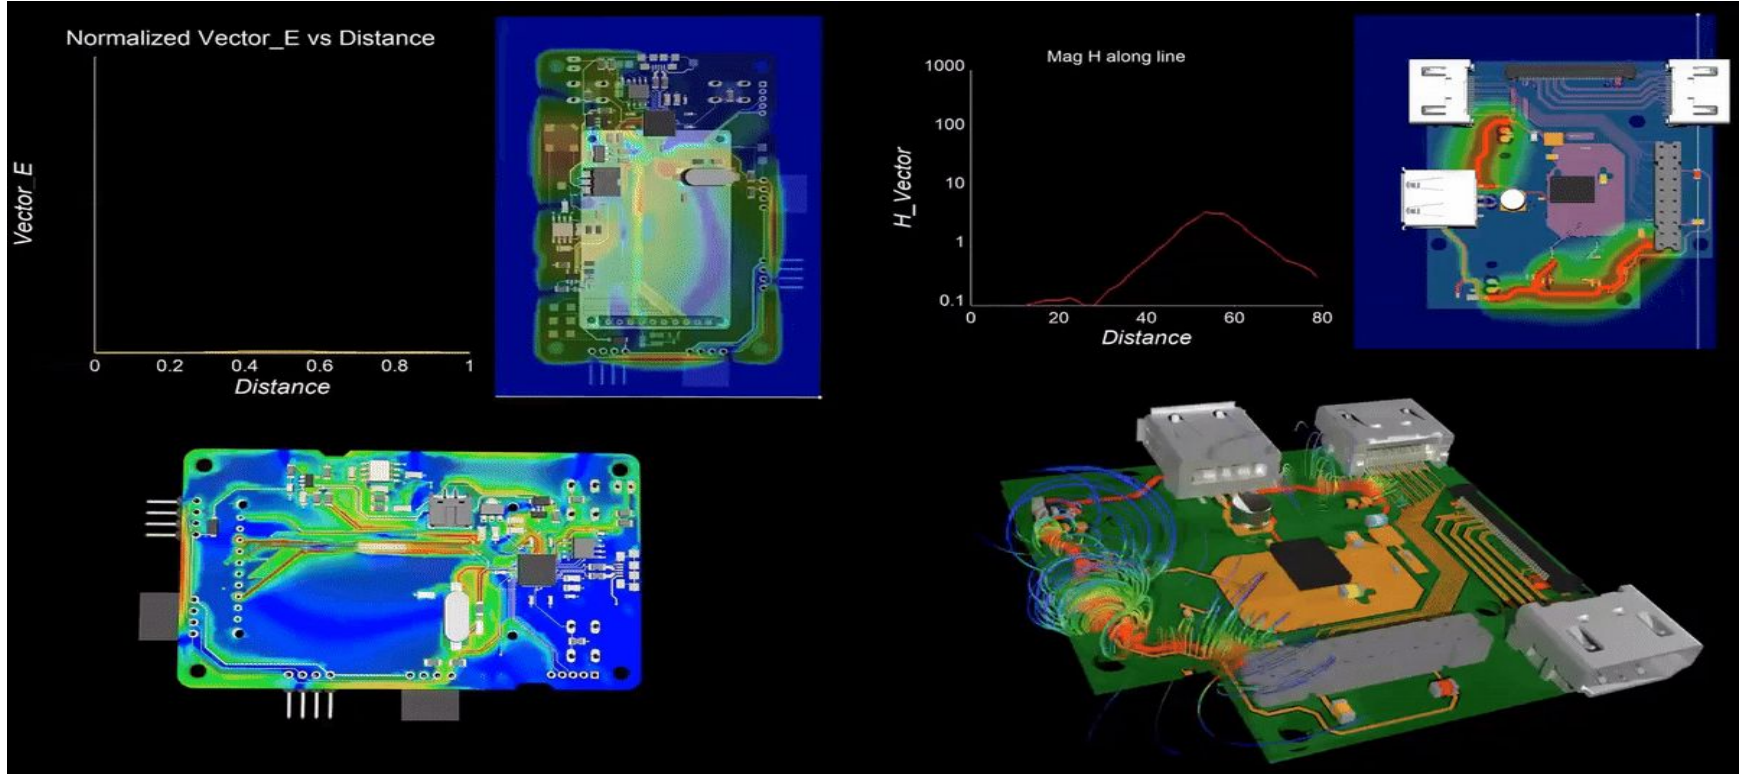 Normalized Vector_E vs Distance
Vector_E
0 0.2 0.4 0.6 0.8 1
Distance
Mag H along line
1000
100
10
1
0.1
H_Vector
0 20 40 60 80
Distance